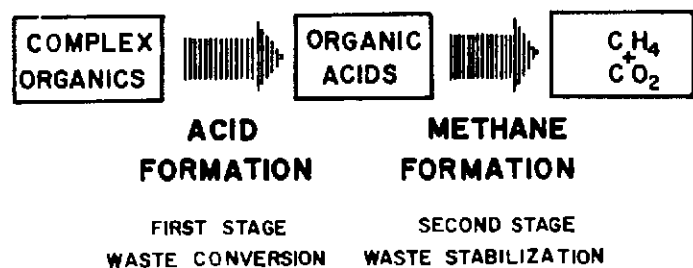 COMPLEX
ORGANICS
ORGANIC
ACIDS
CH₄
+
CO₂
ACID
FORMATION
METHANE
FORMATION
FIRST STAGE
WASTE CONVERSION
SECOND STAGE
WASTE STABILIZATION